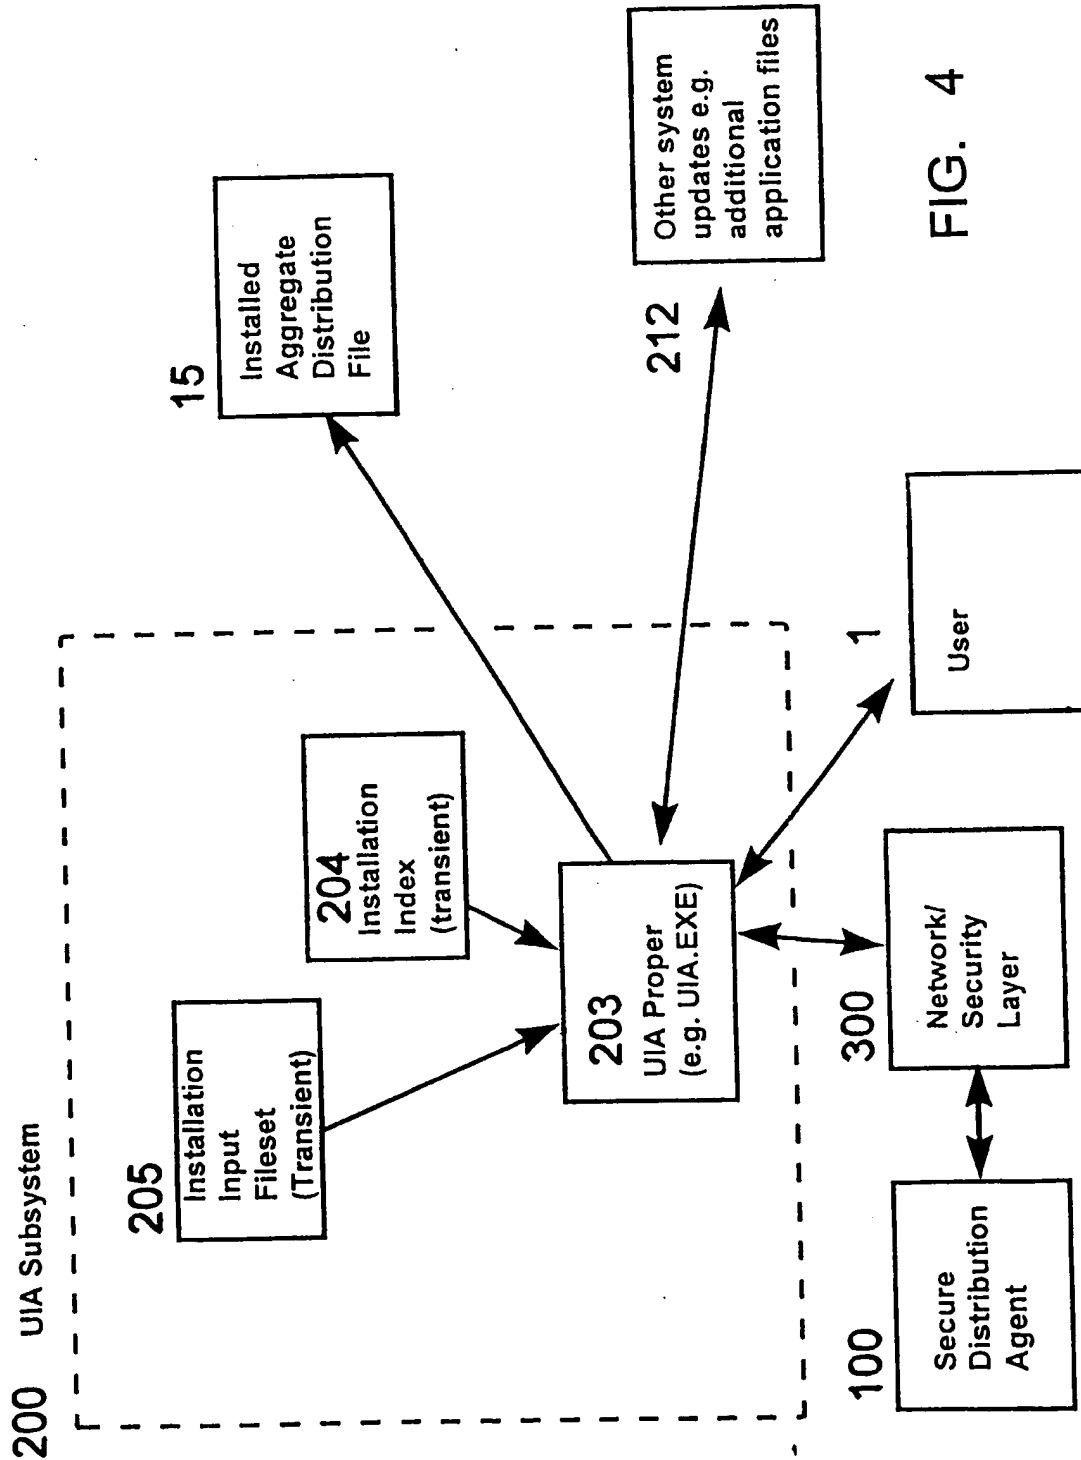 200 UIA Subsystem
205
Installation
Input
Fileset
(Transient)
204
Installation
Index
(transient)
15
Installed
Aggregate
Distribution
File
203
UIA Proper
(e.g. UIA.EXE)
212
Other system
updates e.g.
additional
application files
100
Secure
Distribution
Agent
300
Network/
Security
Layer
1
User
FIG. 4